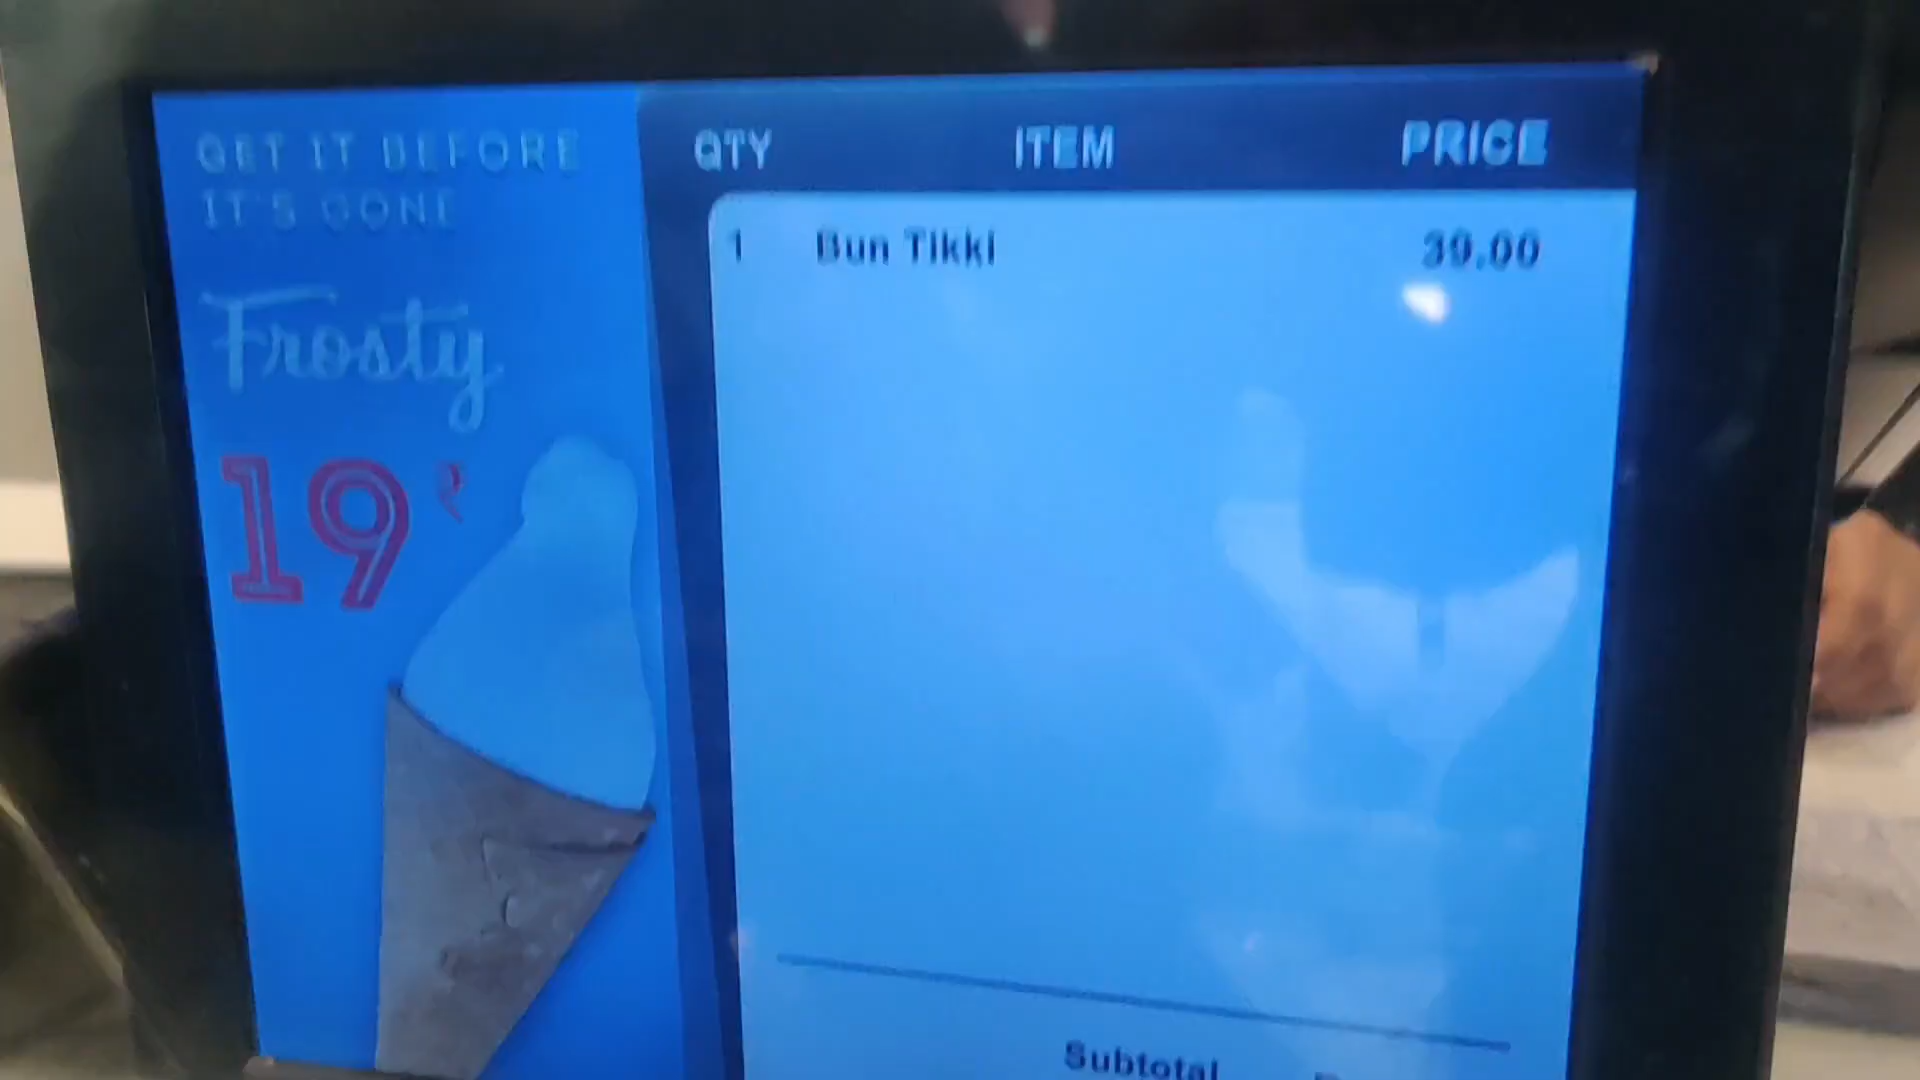 GET IT BEFORE
IT'S GONE
Frosty
19 ₹
QTY ITEM PRICE
1 Bun Tikki 39.00
Subtotal